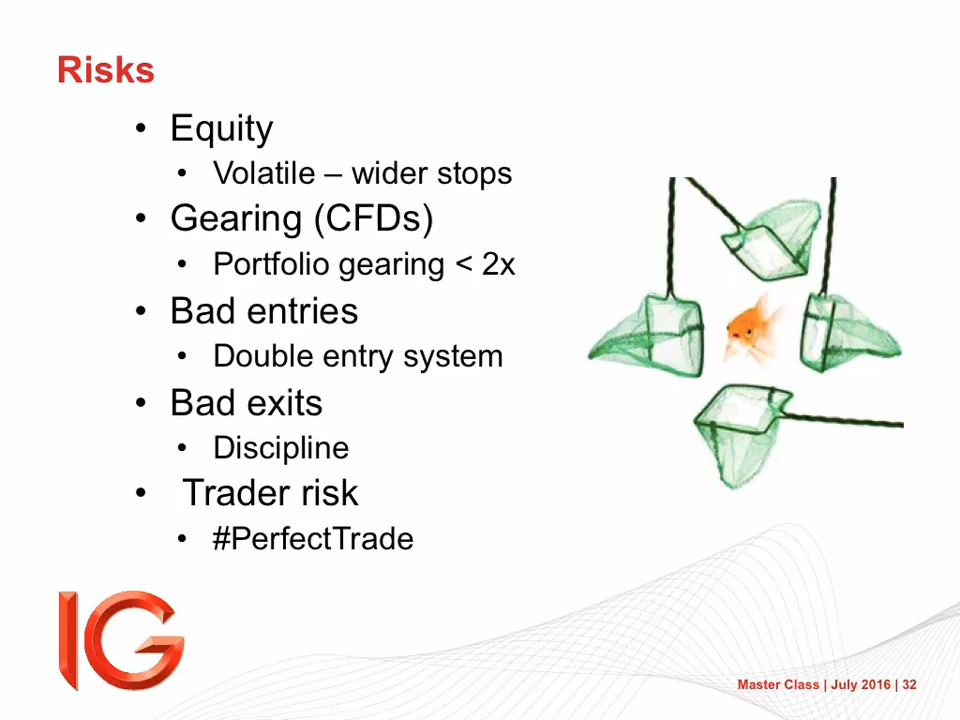 Risks
• Equity
• Volatile – wider stops
• Gearing (CFDs)
• Portfolio gearing < 2x
• Bad entries
• Double entry system
• Bad exits
• Discipline
• Trader risk
• #PerfectTrade
IG
Master Class | July 2016 | 32